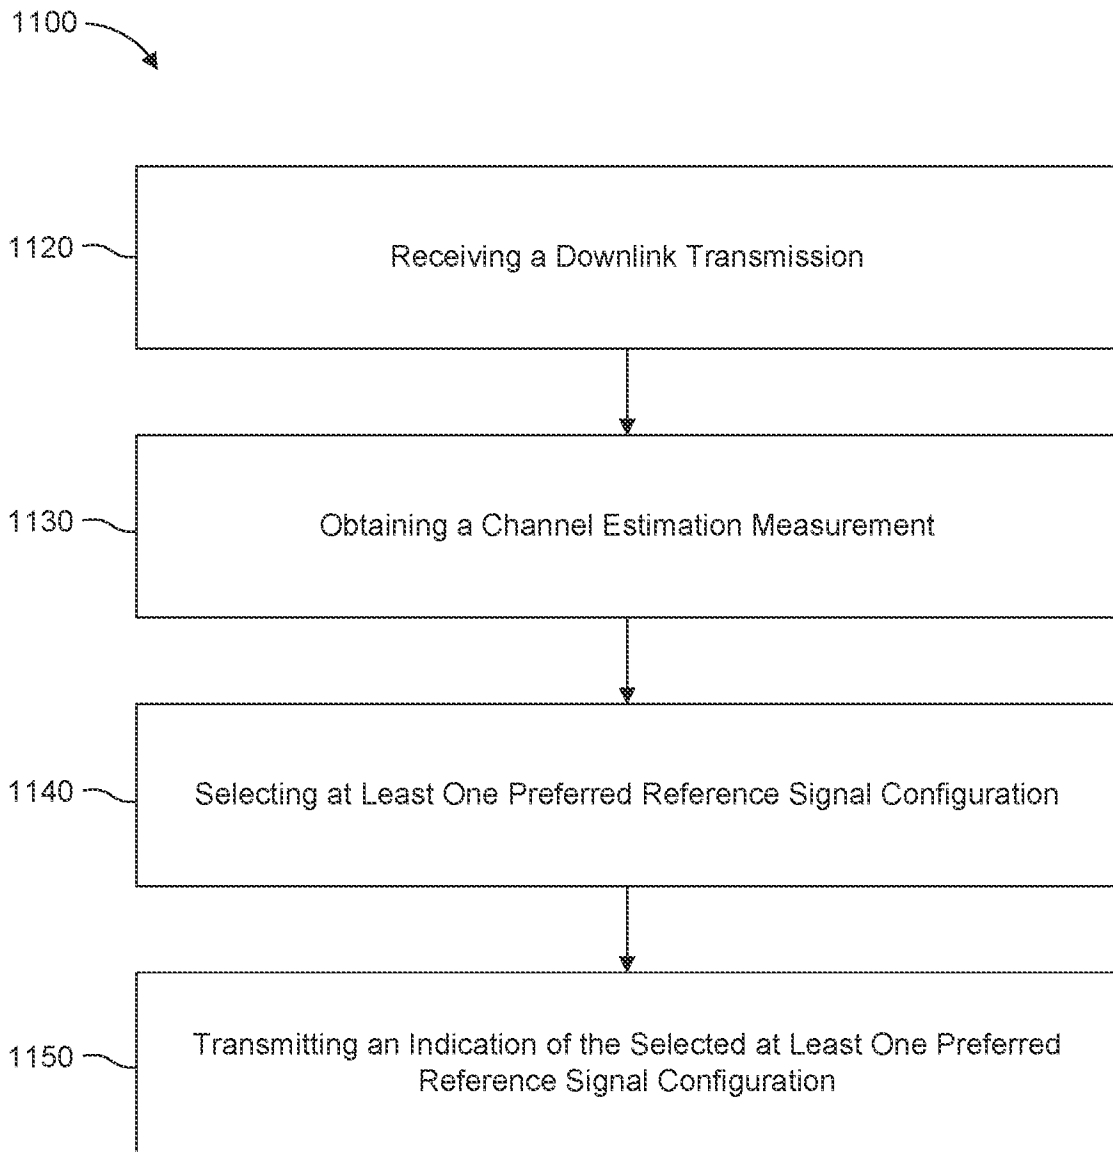 1100
1120
Receiving a Downlink Transmission
1130
Obtaining a Channel Estimation Measurement
1140
Selecting at Least One Preferred Reference Signal Configuration
1150
Transmitting an Indication of the Selected at Least One Preferred
Reference Signal Configuration